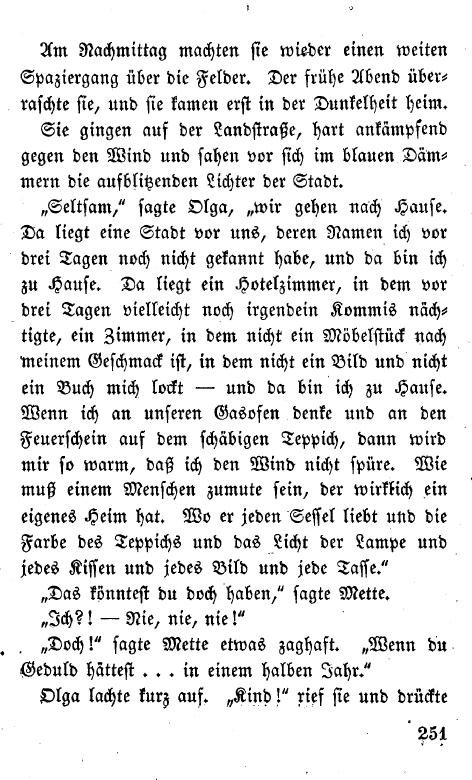 Am Nachmittag machten sie wieder einen weiten
Spaziergang über die Felder. Der frühe Abend über-
raschte sie, und sie kamen erst in der Dunkelheit heim.
Sie gingen auf der Landstraße, hart ankämpfend
gegen den Wind und sahen vor sich im blauen Däm-
mern die aufblitzenden Lichter der Stadt.
„Seltsam,“ sagte Olga, „wir gehen nach Hause.
Da liegt eine Stadt vor uns, deren Namen ich vor
drei Tagen noch nicht gekannt habe, und da bin ich
zu Hause. Da liegt ein Hotelzimmer, in dem vor
drei Tagen vielleicht noch irgendein Kommis näch-
tigte, ein Zimmer, in dem nicht ein Möbelstück nach
meinem Geschmack ist, in dem nicht ein Bild und nicht
ein Buch mich lockt — und da bin ich zu Hause.
Wenn ich an unseren Gasofen denke und an den
Feuerschein auf dem schäbigen Teppich, dann wird
mir so warm, daß ich den Wind nicht spüre. Wie
muß einem Menschen zumute sein, der wirklich ein
eigenes Heim hat. Wo er jeden Sessel liebt und die
Farbe des Teppichs und das Licht der Lampe und
jedes Kissen und jedes Bild und jede Tasse.“
„Das könntest du doch haben,“ sagte Mette.
„Ich?! — Nie, nie, nie!“
„Doch!“ sagte Mette etwas zaghaft. „Wenn du
Geduld hättest . . . in einem halben Jahr.“
Olga lachte kurz auf. „Kind!“ rief sie und drückte
251